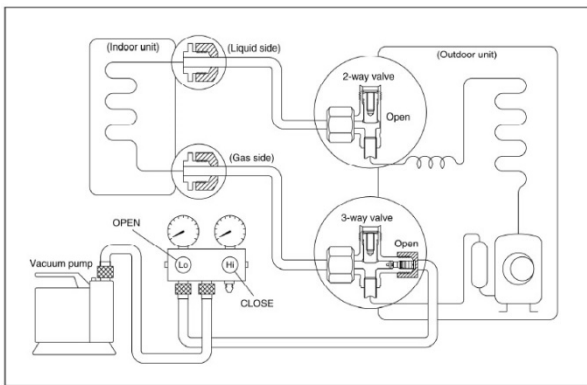 (Indoor unit)
(Liquid side)
2-way valve
(Outdoor unit)
Open
(Gas side)
3-way valve
OPEN
Open
Vacuum pump
Lo
Hi
CLOSE